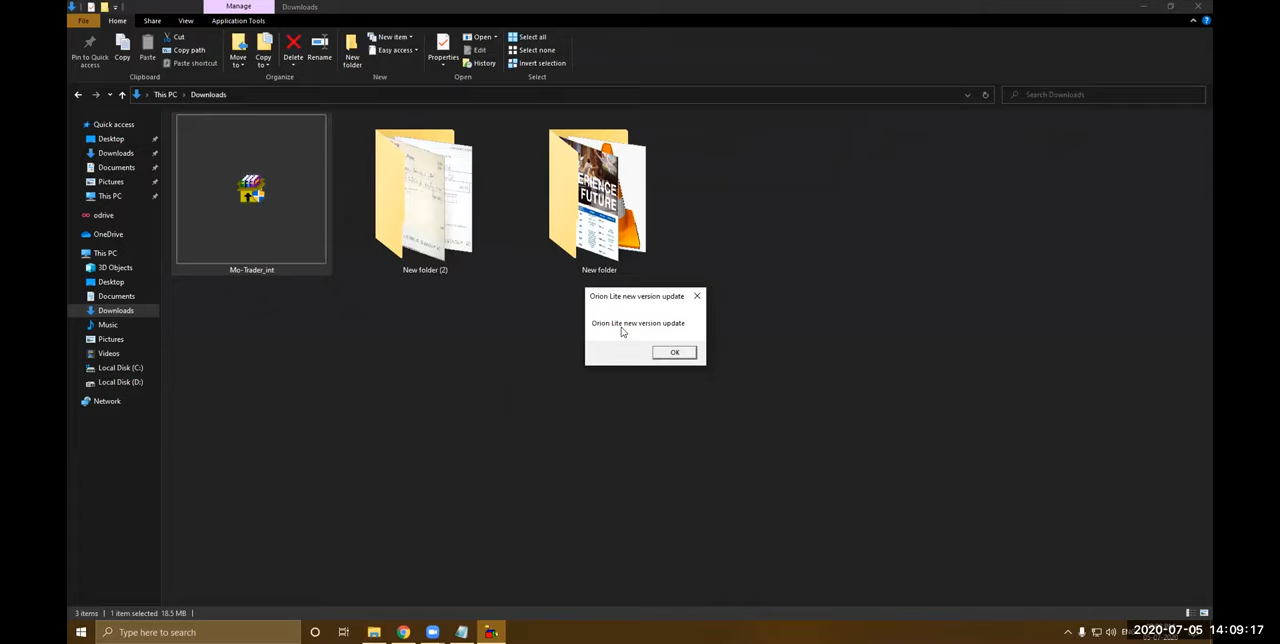 Manage
Downloads
File
Home
Share
View
Application Tools
Pin to Quick access
Copy
Paste
Cut
Copy path
Paste shortcut
Clipboard
Move to
Copy to
Delete
Rename
Organize
New folder
New item
Easy access
New
Properties
Open
Edit
History
Open
Select all
Select none
Invert selection
Select
This PC > Downloads
Search Downloads
Quick access
Desktop
Downloads
Documents
Pictures
This PC
odrive
OneDrive
This PC
3D Objects
Desktop
Documents
Downloads
Music
Pictures
Videos
Local Disk (C:)
Local Disk (D:)
Network
Mo-Trader_int
New folder (2)
New folder
Orion Lite new version update
Orion Lite new version update
OK
3 items
1 item selected 18.5 MB
Type here to search
2020-07-05 14:09:17